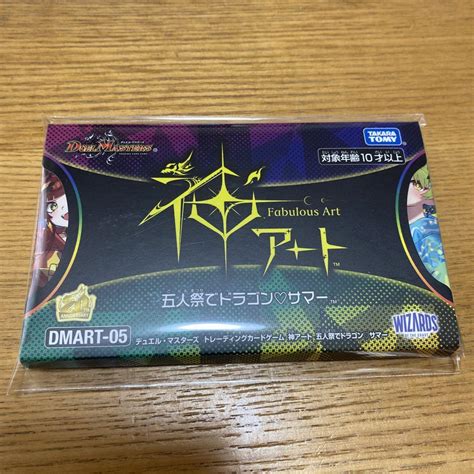 DUEL MASTERS
TAKARA TOMY
対象年齢10才以上
神アート
Fabulous Art
五人祭でドラゴン♡サマー™
DMART-05
デュエル・マスターズ トレーディングカードゲーム 神アート 五人祭でドラゴン サマー
WIZARDS